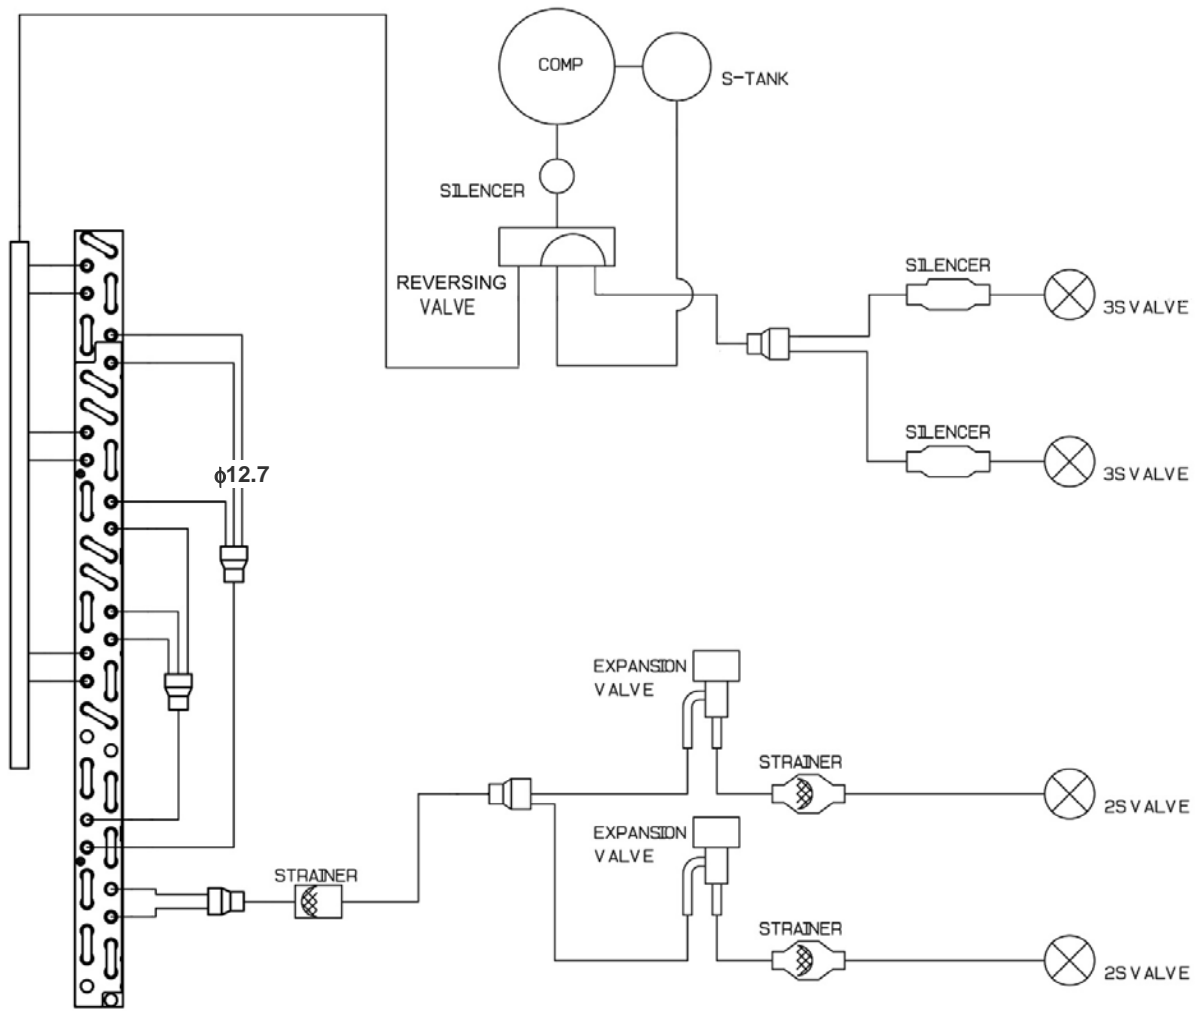 COMP
S-TANK
SILENCER
REVERSING
VALVE
SILENCER
3S VALVE
SILENCER
3S VALVE
ϕ12.7
EXPANSION
VALVE
STRAINER
2S VALVE
EXPANSION
VALVE
STRAINER
STRAINER
2S VALVE